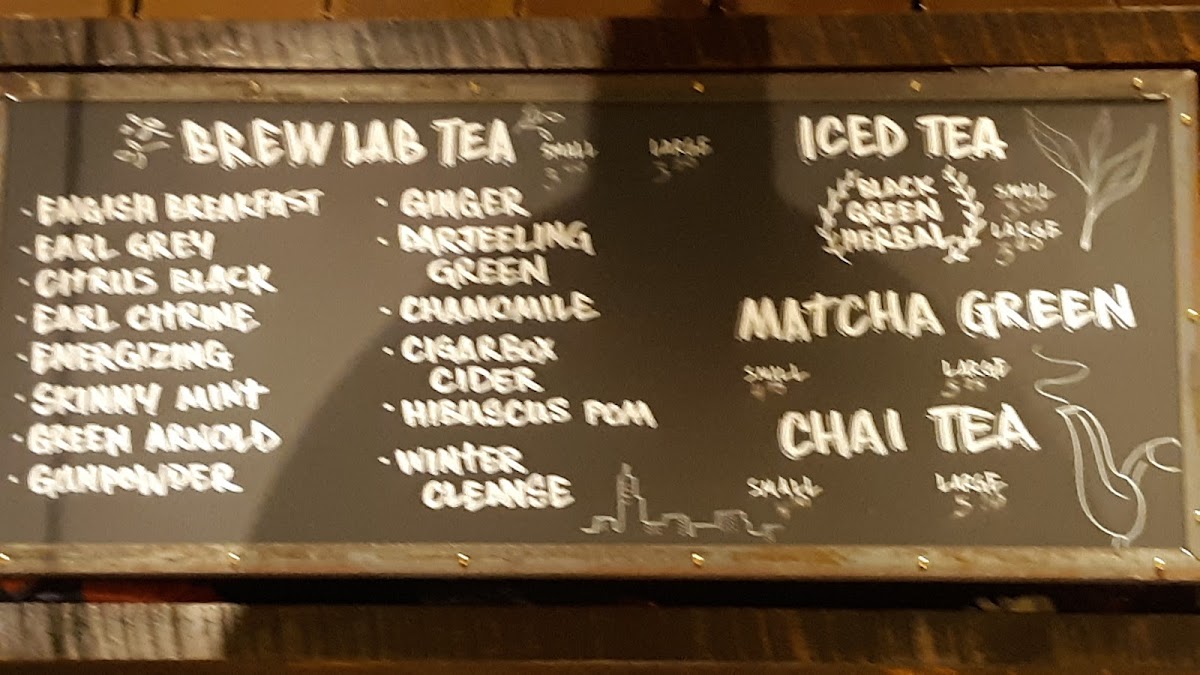 BREW LAB TEA
SMALL
LARGE
· ENGISH BREAKFAST
· EARL GREY
· CITRUS BLACK
· EARL CITRINE
· ENERGIZING
· SKINNY MINT
· GREEN ARNOLD
· GUNPOWDER
· GINGER
· DARJEELING
GREEN
· CHAMOMILE
· CIGARBOX
CIDER
· HIBUSCUS POM
· WINTER
CLEANSE
ICED TEA
BLACK
GREEN
HERBAL
SMALL
LARGE
MATCHA GREEN
SMALL
LARGE
CHAI TEA
SMALL
LARGE